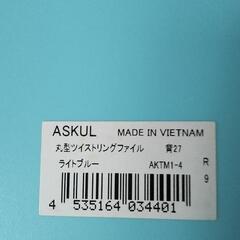 ASKUL MADE IN VIETNAM
丸型ツイストリングファイル 背27
ライトブルー AKTM1-4 R
9
4 535164 034401